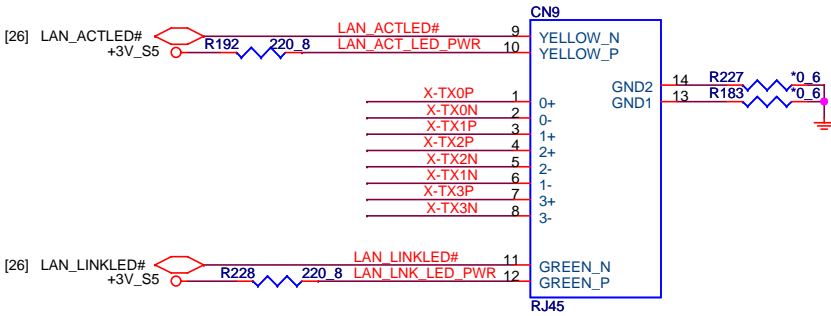 CN9
[26] LAN_ACTLED# LAN_ACTLED# 9 YELLOW_N
+3V_S5 R192 220_8 LAN_ACT_LED_PWR 10 YELLOW_P
GND2 14 R227 *0_6
GND1 13 R183 *0_6
X-TX0P 1 0+
X-TX0N 2 0-
X-TX1P 3 1+
X-TX2P 4 2+
X-TX2N 5 2-
X-TX1N 6 1-
X-TX3P 7 3+
X-TX3N 8 3-
[26] LAN_LINKLED# LAN_LINKLED# 11 GREEN_N
+3V_S5 R228 220_8 LAN_LNK_LED_PWR 12 GREEN_P
RJ45